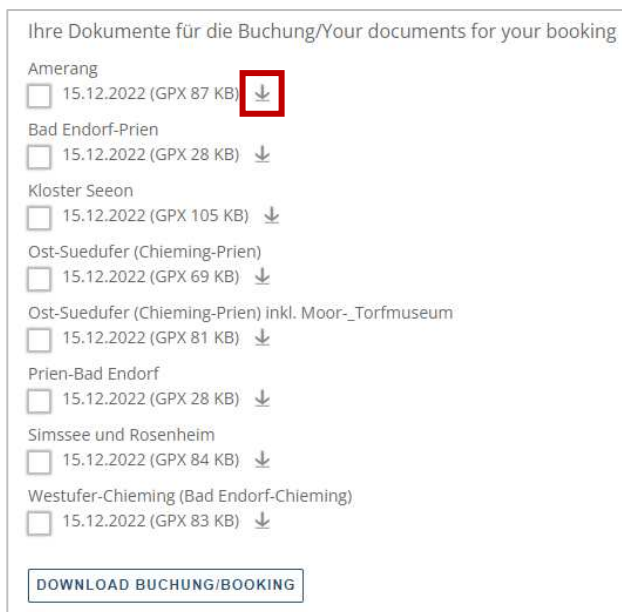 Ihre Dokumente für die Buchung/Your documents for your booking
Amerang
15.12.2022 (GPX 87 KB)
Bad Endorf-Prien
15.12.2022 (GPX 28 KB)
Kloster Seeon
15.12.2022 (GPX 105 KB)
Ost-Suedufer (Chieming-Prien)
15.12.2022 (GPX 69 KB)
Ost-Suedufer (Chieming-Prien) inkl. Moor-_Torfmuseum
15.12.2022 (GPX 81 KB)
Prien-Bad Endorf
15.12.2022 (GPX 28 KB)
Simssee und Rosenheim
15.12.2022 (GPX 84 KB)
Westufer-Chieming (Bad Endorf-Chieming)
15.12.2022 (GPX 83 KB)
DOWNLOAD BUCHUNG/BOOKING